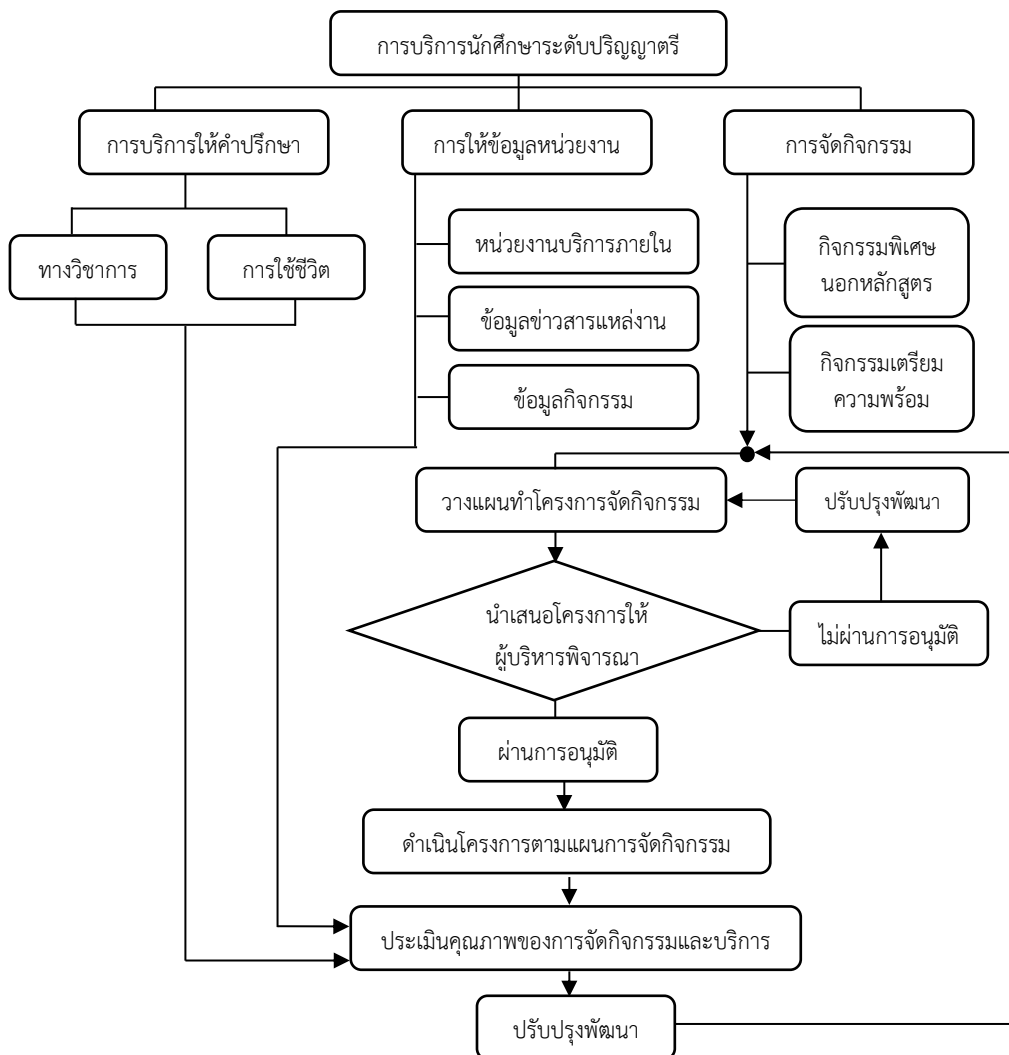 การบริการนักศึกษาระดับปริญญาตรี
การบริการให้คำปรึกษา
การให้ข้อมูลหน่วยงาน
การจัดกิจกรรม
ทางวิชาการ
การใช้ชีวิต
หน่วยงานบริการภายใน
ข้อมูลข่าวสารแหล่งาน
ข้อมูลกิจกรรม
กิจกรรมพิเศษ
นอกหลักสูตร
กิจกรรมเตรียม
ความพร้อม
วางแผนทำโครงการจัดกิจกรรม
ปรับปรุงพัฒนา
นำเสนอโครงการให้
ผู้บริหารพิจารณา
ไม่ผ่านการอนุมัติ
ผ่านการอนุมัติ
ดำเนินโครงการตามแผนการจัดกิจกรรม
ประเมินคุณภาพของการจัดกิจกรรมและบริการ
ปรับปรุงพัฒนา